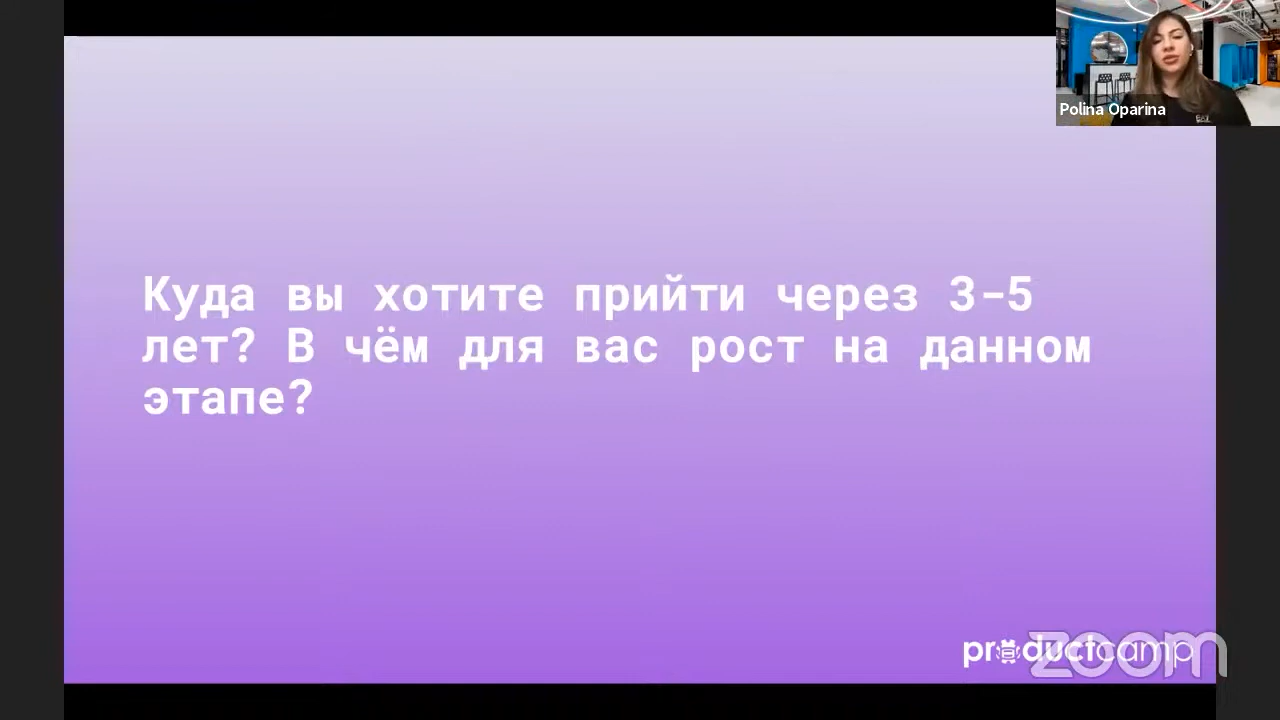 Polina Oparina
Куда вы хотите прийти через 3-5
лет? В чём для вас рост на данном
этапе?
productcamp
zoom